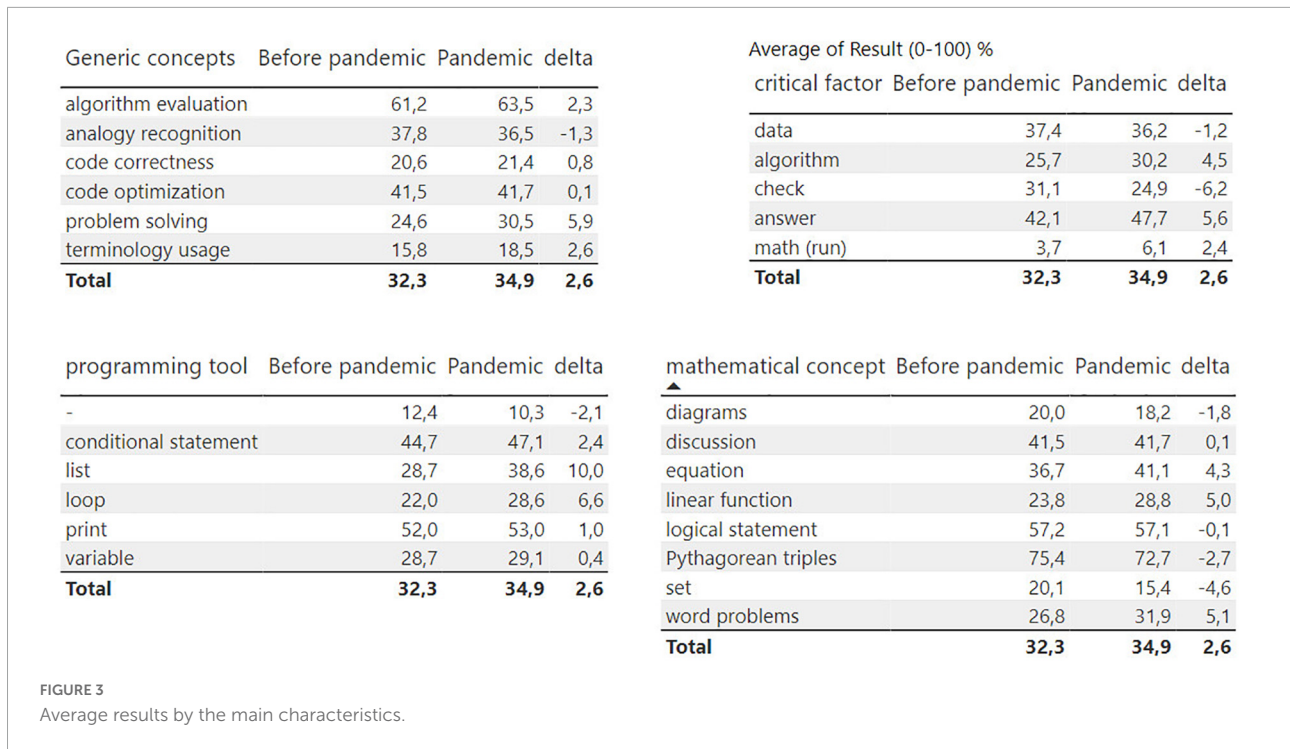 Generic concepts Before pandemic Pandemic delta
algorithm evaluation 61,2 63,5 2,3
analogy recognition 37,8 36,5 -1,3
code correctness 20,6 21,4 0,8
code optimization 41,5 41,7 0,1
problem solving 24,6 30,5 5,9
terminology usage 15,8 18,5 2,6
Total 32,3 34,9 2,6
Average of Result (0-100) %
critical factor Before pandemic Pandemic delta
data 37,4 36,2 -1,2
algorithm 25,7 30,2 4,5
check 31,1 24,9 -6,2
answer 42,1 47,7 5,6
math (run) 3,7 6,1 2,4
Total 32,3 34,9 2,6
programming tool Before pandemic Pandemic delta
- 12,4 10,3 -2,1
conditional statement 44,7 47,1 2,4
list 28,7 38,6 10,0
loop 22,0 28,6 6,6
print 52,0 53,0 1,0
variable 28,7 29,1 0,4
Total 32,3 34,9 2,6
mathematical concept Before pandemic Pandemic delta
diagrams 20,0 18,2 -1,8
discussion 41,5 41,7 0,1
equation 36,7 41,1 4,3
linear function 23,8 28,8 5,0
logical statement 57,2 57,1 -0,1
Pythagorean triples 75,4 72,7 -2,7
set 20,1 15,4 -4,6
word problems 26,8 31,9 5,1
Total 32,3 34,9 2,6
FIGURE 3
Average results by the main characteristics.